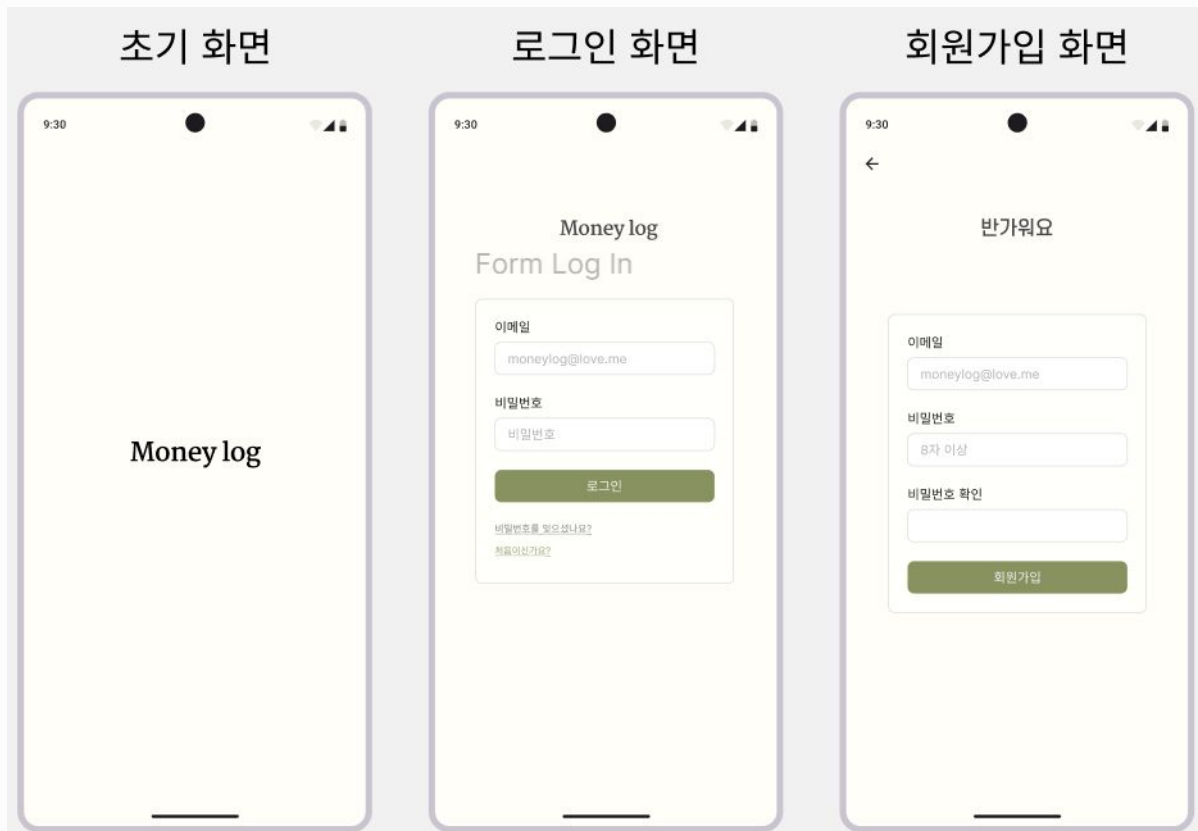 초기 화면
로그인 화면
회원가입 화면
9:30
Money log
9:30
Money log
Form Log In
이메일
moneylog@love.me
비밀번호
비밀번호
로그인
비밀번호를 잊으셨나요?
처음이신가요?
9:30
반가워요
이메일
moneylog@love.me
비밀번호
8자 이상
비밀번호 확인
회원가입